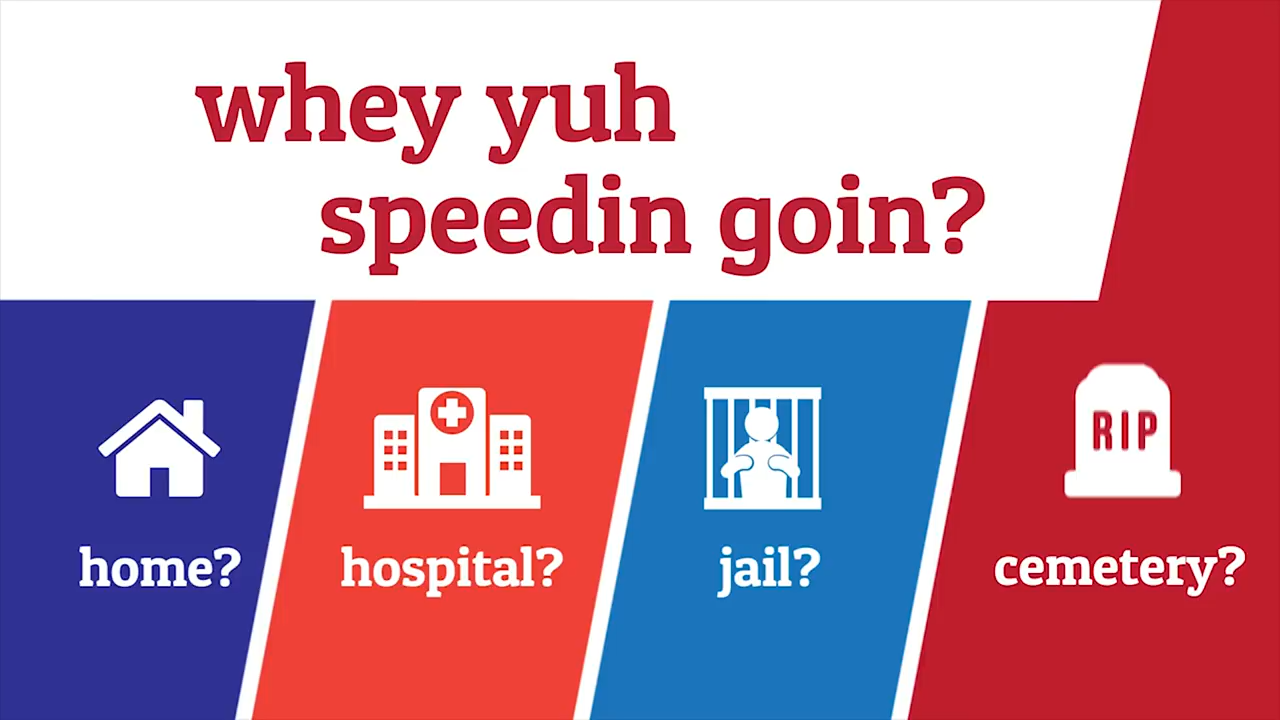 whey yuh
speedin goin?
RIP
home?
hospital?
jail?
cemetery?